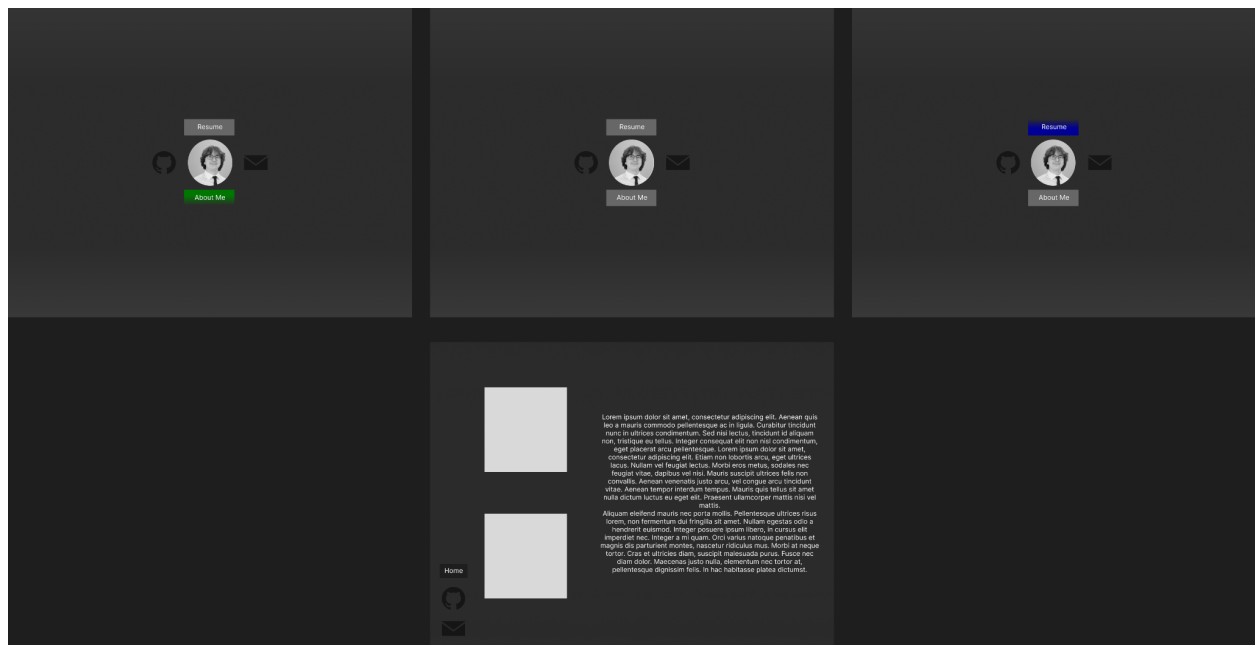 Resume
About Me
Resume
About Me
Resume
About Me
Lorem ipsum dolor sit amet, consectetur adipiscing elit. Aenean quis
leo a mauris commodo pellentesque ac in ligula. Curabitur tincidunt
nunc in ultrices condimentum. Sed nisi lectus, tincidunt id aliquam
non, tristique eu tellus. Integer consequat elit non nisl condimentum,
eget placerat arcu pellentesque. Lorem ipsum dolor sit amet,
consectetur adipiscing elit. Etiam non lobortis arcu, eget ultrices
lacus. Nullam vel feugiat lectus. Morbi eros metus, sodales nec
feugiat vitae, dapibus vel nisi. Mauris suscipit ultrices felis non
convallis. Aenean venenatis justo arcu, vel congue arcu tincidunt
vitae. Aenean tempor interdum tempus. Mauris quis tellus sit amet
nulla dictum luctus eu eget elit. Praesent ullamcorper mattis nisi vel
mattis.
Aliquam eleifend mauris nec porta mollis. Pellentesque ultrices risus
lorem, non fermentum dui fringilla sit amet. Nullam egestas odio a
hendrerit euismod. Integer posuere ipsum libero, in cursus elit
imperdiet nec. Integer a mi quam. Orci varius natoque penatibus et
magnis dis parturient montes, nascetur ridiculus mus. Morbi at neque
tortor. Cras et ultricies diam, suscipit malesuada purus. Fusce nec
diam dolor. Maecenas justo nulla, elementum nec tortor at,
pellentesque dignissim felis. In hac habitasse platea dictumst.
Home